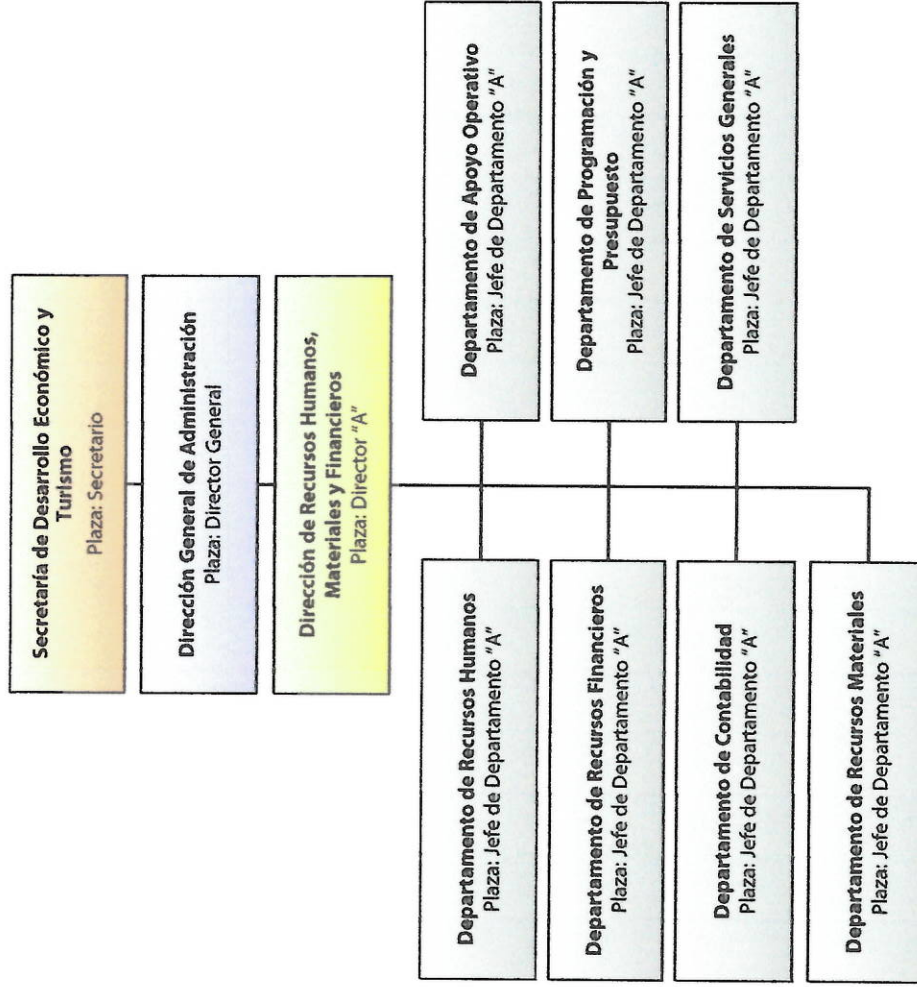 Secretaría de Desarrollo Económico y
Turismo
Plaza: Secretario
Dirección General de Administración
Plaza: Director General
Dirección de Recursos Humanos,
Materiales y Financieros
Plaza: Director "A"
Departamento de Recursos Humanos
Plaza: Jefe de Departamento "A"
Departamento de Apoyo Operativo
Plaza: Jefe de Departamento "A"
Departamento de Recursos Financieros
Plaza: Jefe de Departamento "A"
Departamento de Programación y
Presupuesto
Plaza: Jefe de Departamento "A"
Departamento de Contabilidad
Plaza: Jefe de Departamento "A"
Departamento de Servicios Generales
Plaza: Jefe de Departamento "A"
Departamento de Recursos Materiales
Plaza: Jefe de Departamento "A"